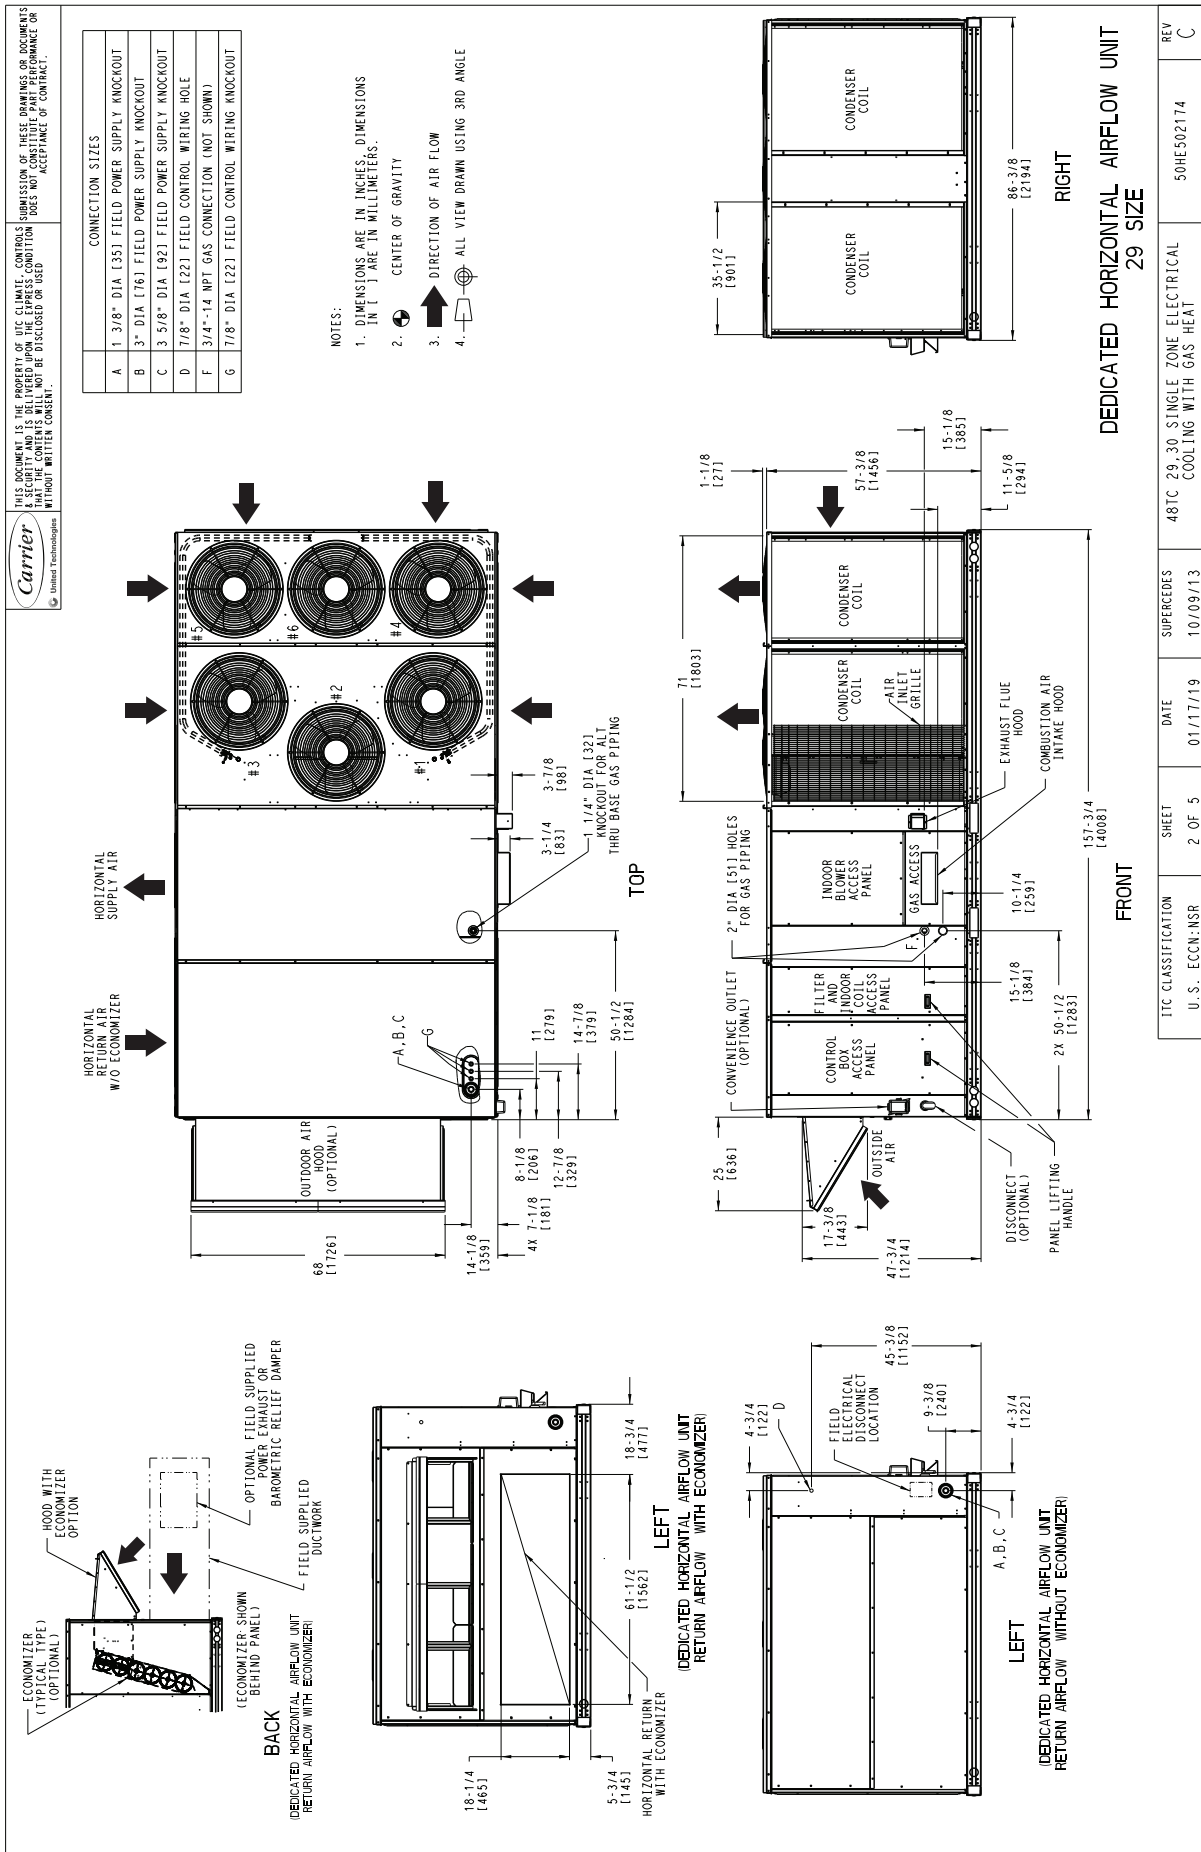 Carrier
United Technologies
THIS DOCUMENT IS THE PROPERTY OF UTC CLIMATE, CONTROLS
& SECURITY AND IS DELIVERED UPON THE EXPRESS CONDITION
THAT THE CONTENTS WILL NOT BE DISCLOSED OR USED
WITHOUT WRITTEN CONSENT.
SUBMISSION OF THESE DRAWINGS OR DOCUMENTS
DOES NOT CONSTITUTE PART PERFORMANCE OR
ACCEPTANCE OF CONTRACT.
CONNECTION SIZES
A 1 3/8" DIA [35] FIELD POWER SUPPLY KNOCKOUT
B 3" DIA [76] FIELD POWER SUPPLY KNOCKOUT
C 3 5/8" DIA [92] FIELD POWER SUPPLY KNOCKOUT
D 7/8" DIA [22] FIELD CONTROL WIRING HOLE
F 3/4"-14 NPT GAS CONNECTION (NOT SHOWN)
G 7/8" DIA [22] FIELD CONTROL WIRING KNOCKOUT
NOTES:
1. DIMENSIONS ARE IN INCHES, DIMENSIONS
IN [ ] ARE IN MILLIMETERS.
2. CENTER OF GRAVITY
3. DIRECTION OF AIR FLOW
4. ALL VIEW DRAWN USING 3RD ANGLE
ECONOMIZER
(TYPICAL TYPE)
(OPTIONAL)
HOOD WITH
ECONOMIZER
OPTION
OPTIONAL FIELD SUPPLIED
POWER EXHAUST OR
BAROMETRIC RELIEF DAMPER
FIELD SUPPLIED
DUCTWORK
(ECONOMIZER SHOWN
BEHIND PANEL)
BACK
(DEDICATED HORIZONTAL AIRFLOW UNIT
RETURN AIRFLOW WITH ECONOMIZER)
HORIZONTAL
RETURN AIR
W/O ECONOMIZER
HORIZONTAL
SUPPLY AIR
OUTDOOR AIR
HOOD
(OPTIONAL)
68
[1726]
14-1/8
[359]
4X 7-1/8
[181]
8-1/8
[206]
12-7/8
[329]
11
[279]
14-7/8
[379]
50-1/2
[1284]
A,B,C
G
#3
#5
#2
#6
#1
#4
3-1/4
[83]
3-7/8
[98]
1 1/4" DIA [32]
KNOCKOUT FOR ALT
THRU BASE GAS PIPING
TOP
18-1/4
[465]
5-3/4
[145]
HORIZONTAL RETURN
WITH ECONOMIZER
61-1/2
[1562]
18-3/4
[477]
LEFT
(DEDICATED HORIZONTAL AIRFLOW UNIT
RETURN AIRFLOW WITH ECONOMIZER)
4-3/4
[122]
D
FIELD
ELECTRICAL
DISCONNECT
LOCATION
45-3/8
[1152]
9-3/8
[240]
4-3/4
[122]
A,B,C
LEFT
(DEDICATED HORIZONTAL AIRFLOW UNIT
RETURN AIRFLOW WITHOUT ECONOMIZER)
25
[636]
17-3/8
[443]
47-3/4
[1214]
OUTSIDE
AIR
DISCONNECT
(OPTIONAL)
PANEL LIFTING
HANDLE
CONVENIENCE OUTLET
(OPTIONAL)
2" DIA [51] HOLES
FOR GAS PIPING
CONTROL
BOX
ACCESS
PANEL
FILTER
AND
INDOOR
COIL
ACCESS
PANEL
F
INDOOR
BLOWER
ACCESS
PANEL
GAS ACCESS
15-1/8
[384]
10-1/4
[259]
2X 50-1/2
[1283]
157-3/4
[4008]
71
[1803]
CONDENSER
COIL
CONDENSER
COIL
AIR
INLET
GRILLE
EXHAUST FLUE
HOOD
COMBUSTION AIR
INTAKE HOOD
1-1/8
[27]
57-3/8
[1456]
15-1/8
[385]
11-5/8
[294]
FRONT
35-1/2
[901]
CONDENSER
COIL
CONDENSER
COIL
86-3/8
[2194]
RIGHT
DEDICATED HORIZONTAL AIRFLOW UNIT
29 SIZE
ITC CLASSIFICATION
U.S. ECCN:NSR
SHEET
2 OF 5
DATE
01/17/19
SUPERCEDES
10/09/13
48TC 29,30 SINGLE ZONE ELECTRICAL
COOLING WITH GAS HEAT
50HE502174
REV
C